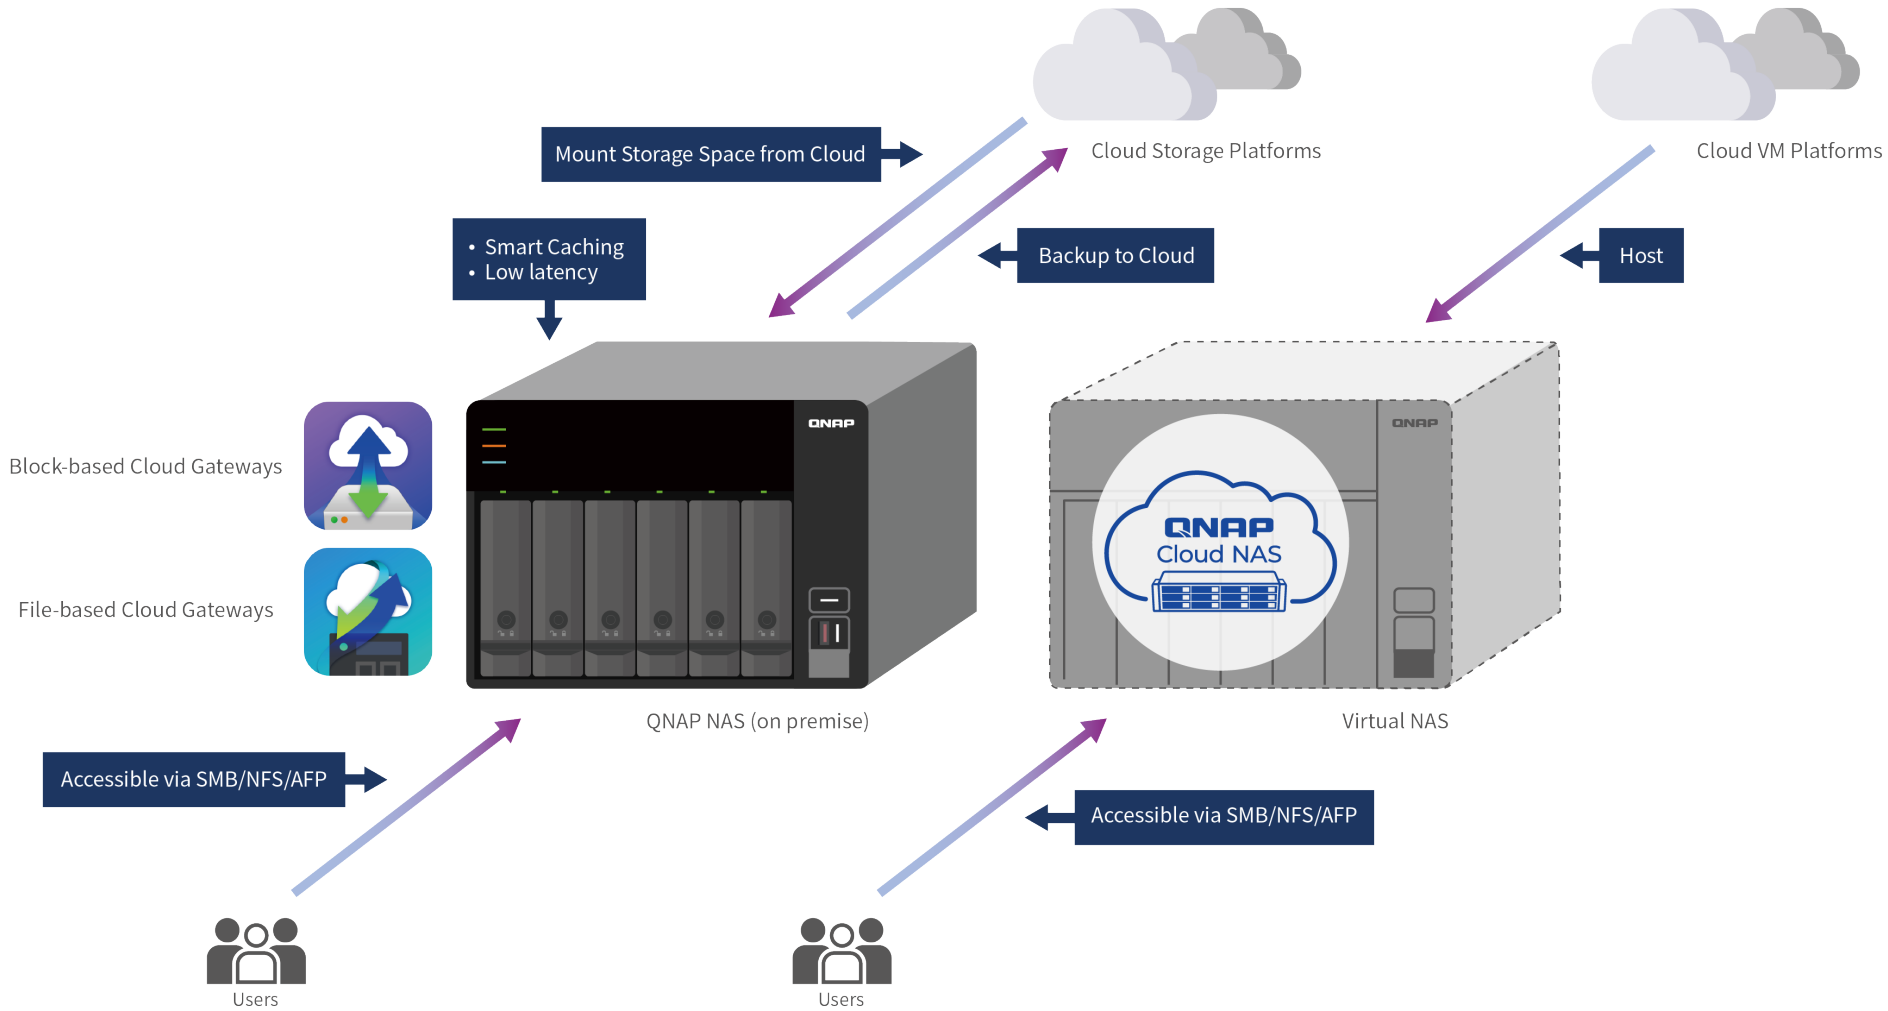 Mount Storage Space from Cloud
Cloud Storage Platforms
Cloud VM Platforms
• Smart Caching
• Low latency
Backup to Cloud
Host
Block-based Cloud Gateways
File-based Cloud Gateways
QNAP
QNAP
QNAP
Cloud NAS
QNAP NAS (on premise)
Virtual NAS
Accessible via SMB/NFS/AFP
Accessible via SMB/NFS/AFP
Users
Users